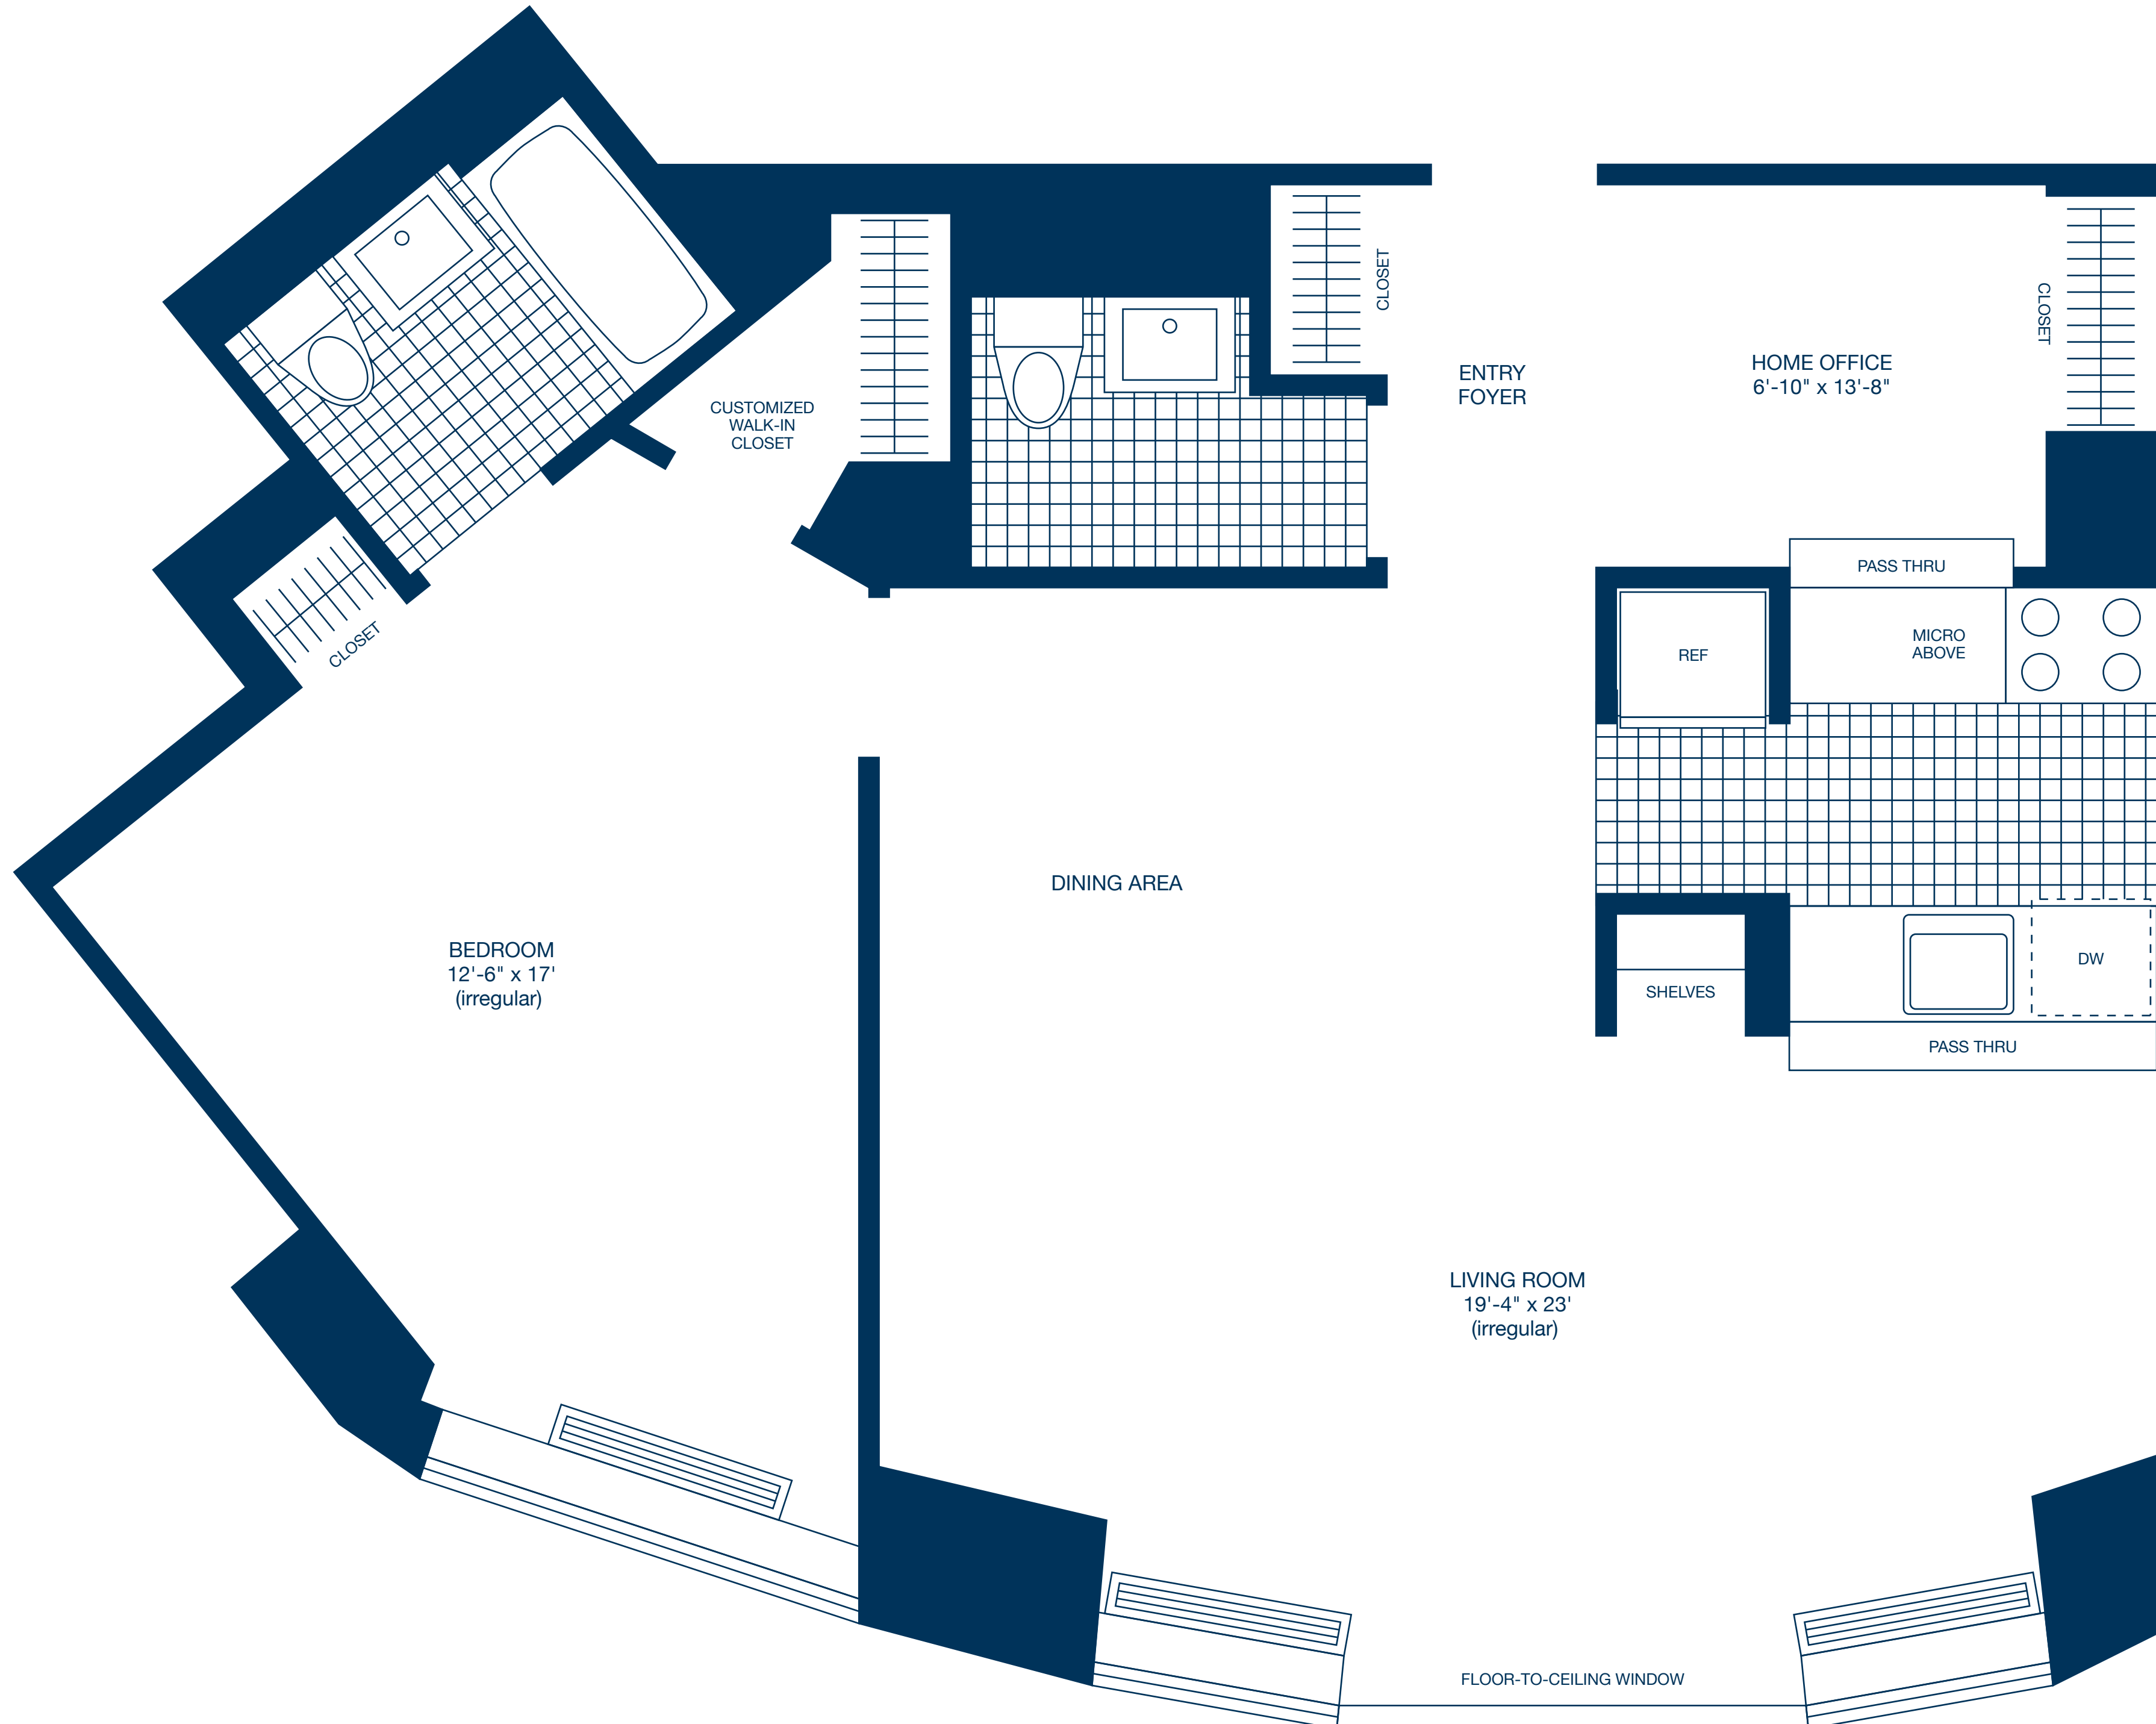 CLOSET
CLOSET
ENTRY
FOYER
HOME OFFICE
6'-10" x 13'-8"
CUSTOMIZED
WALK-IN
CLOSET
PASS THRU
MICRO
ABOVE
REF
CLOSET
DINING AREA
BEDROOM
12'-6" x 17'
(irregular)
DW
SHELVES
PASS THRU
LIVING ROOM
19'-4" x 23'
(irregular)
FLOOR-TO-CEILING WINDOW